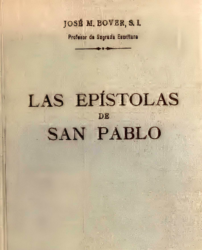 JOSÉ M. BOVER, S. I.
Profesor de Sagrada Escritura
LAS EPÍSTOLAS
DE
SAN PABLO